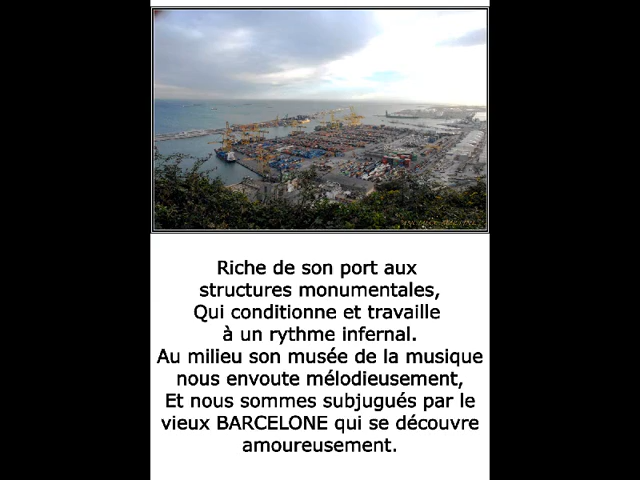 Riche de son port aux
structures monumentales,
Qui conditionne et travaille
à un rythme infernal.
Au milieu son musée de la musique
nous envoute mélodieusement,
Et nous sommes subjugués par le
vieux BARCELONE qui se découvre
amoureusement.